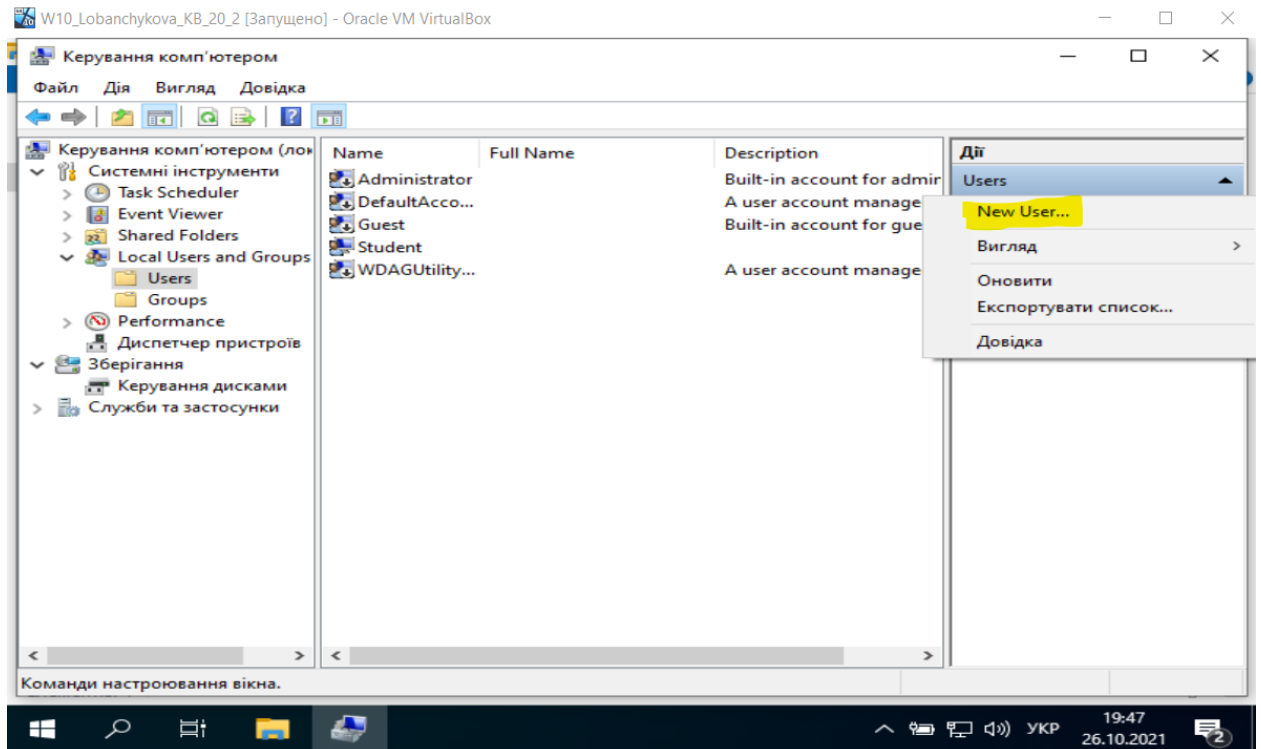 W10_Lobanchykova_KB_20_2 [Запущено] - Oracle VM VirtualBox
Керування комп'ютером
Файл Дія Вигляд Довідка
Керування комп'ютером (лок
Системні інструменти
Task Scheduler
Event Viewer
Shared Folders
Local Users and Groups
Users
Groups
Performance
Диспетчер пристроїв
Зберігання
Керування дисками
Служби та застосунки
Name Full Name Description
Administrator Built-in account for admir
DefaultAcco... A user account manage
Guest Built-in account for gue
Student
WDAGUtility... A user account manage
Дії
Users
New User...
Вигляд
Оновити
Експортувати список...
Довідка
Команди настроювання вікна.
УКР
19:47
26.10.2021
2